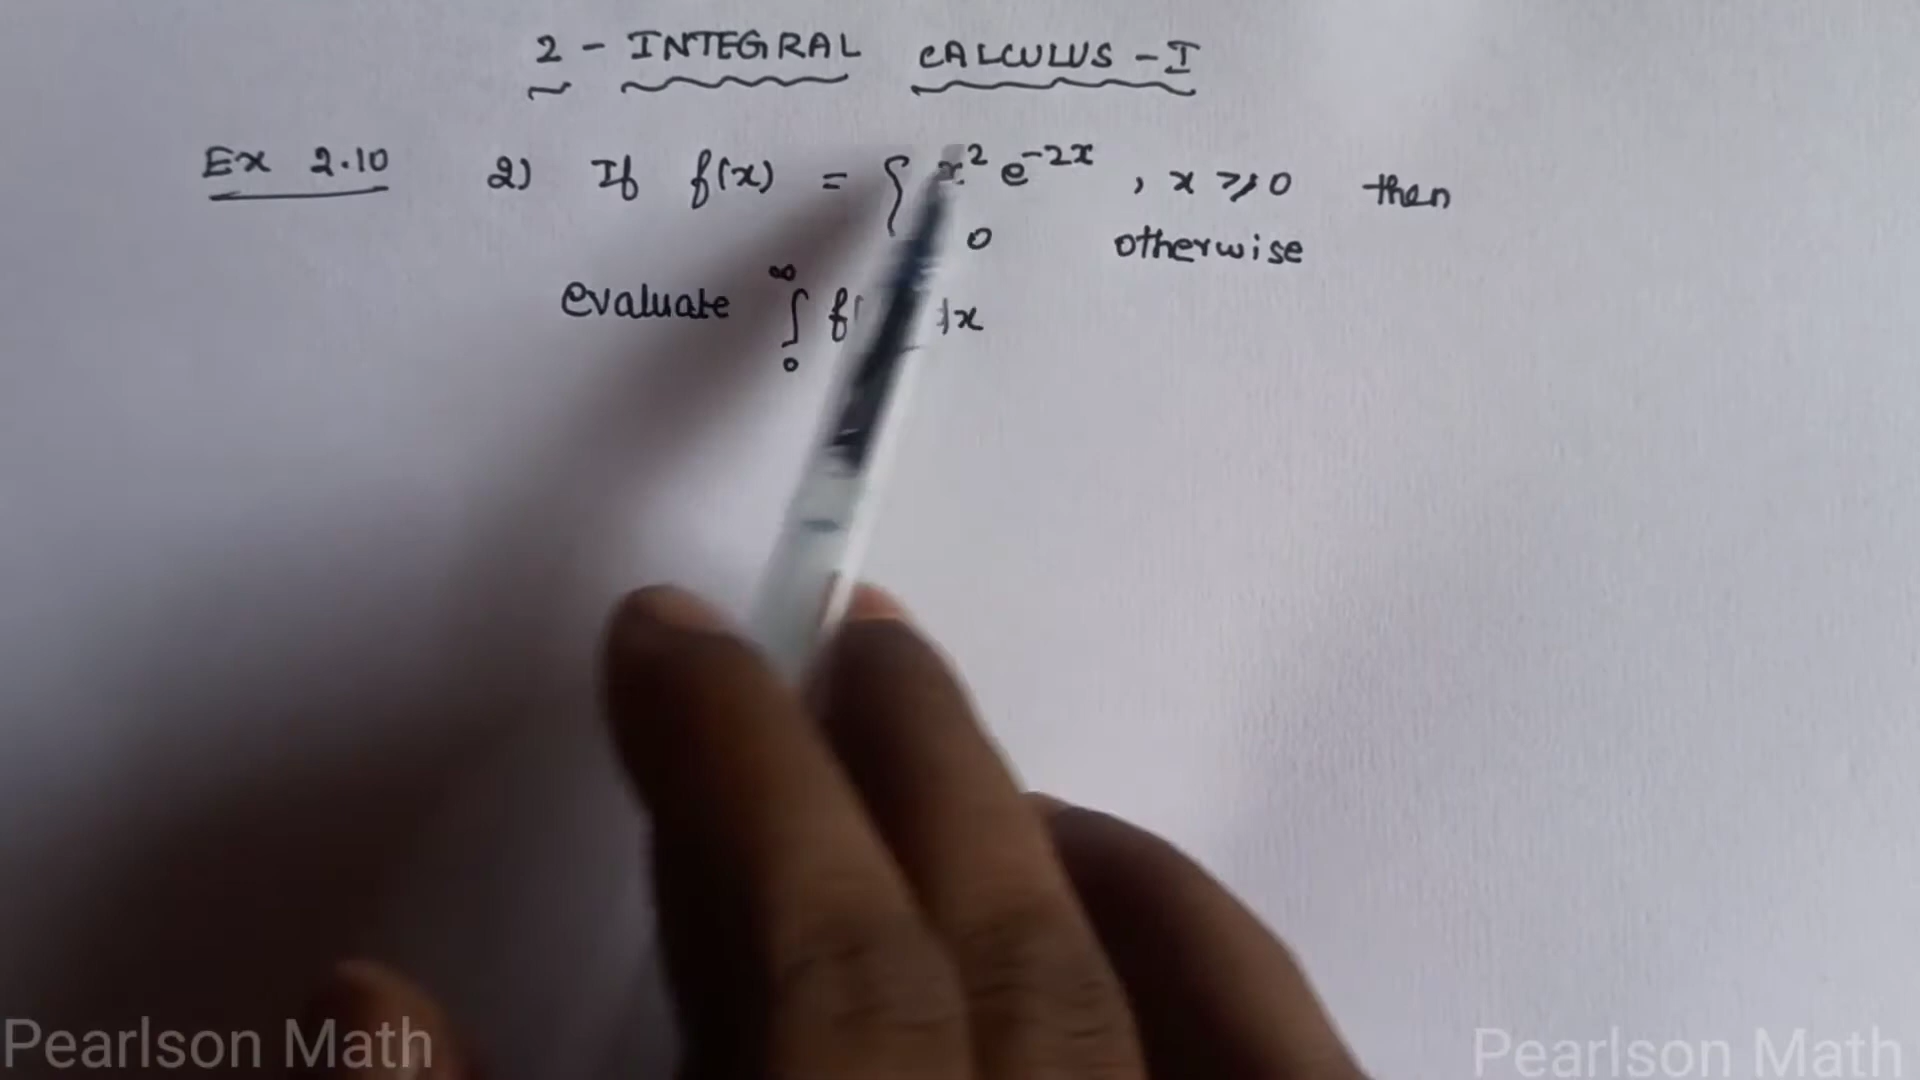 2 - INTEGRAL CALCULUS - I
Ex 2.10 2) If f(x) = { x² e⁻²ˣ , x ≥ 0 then
0 otherwise
evaluate ∫₀^∞ f( dx
Pearlson Math Pearlson Math